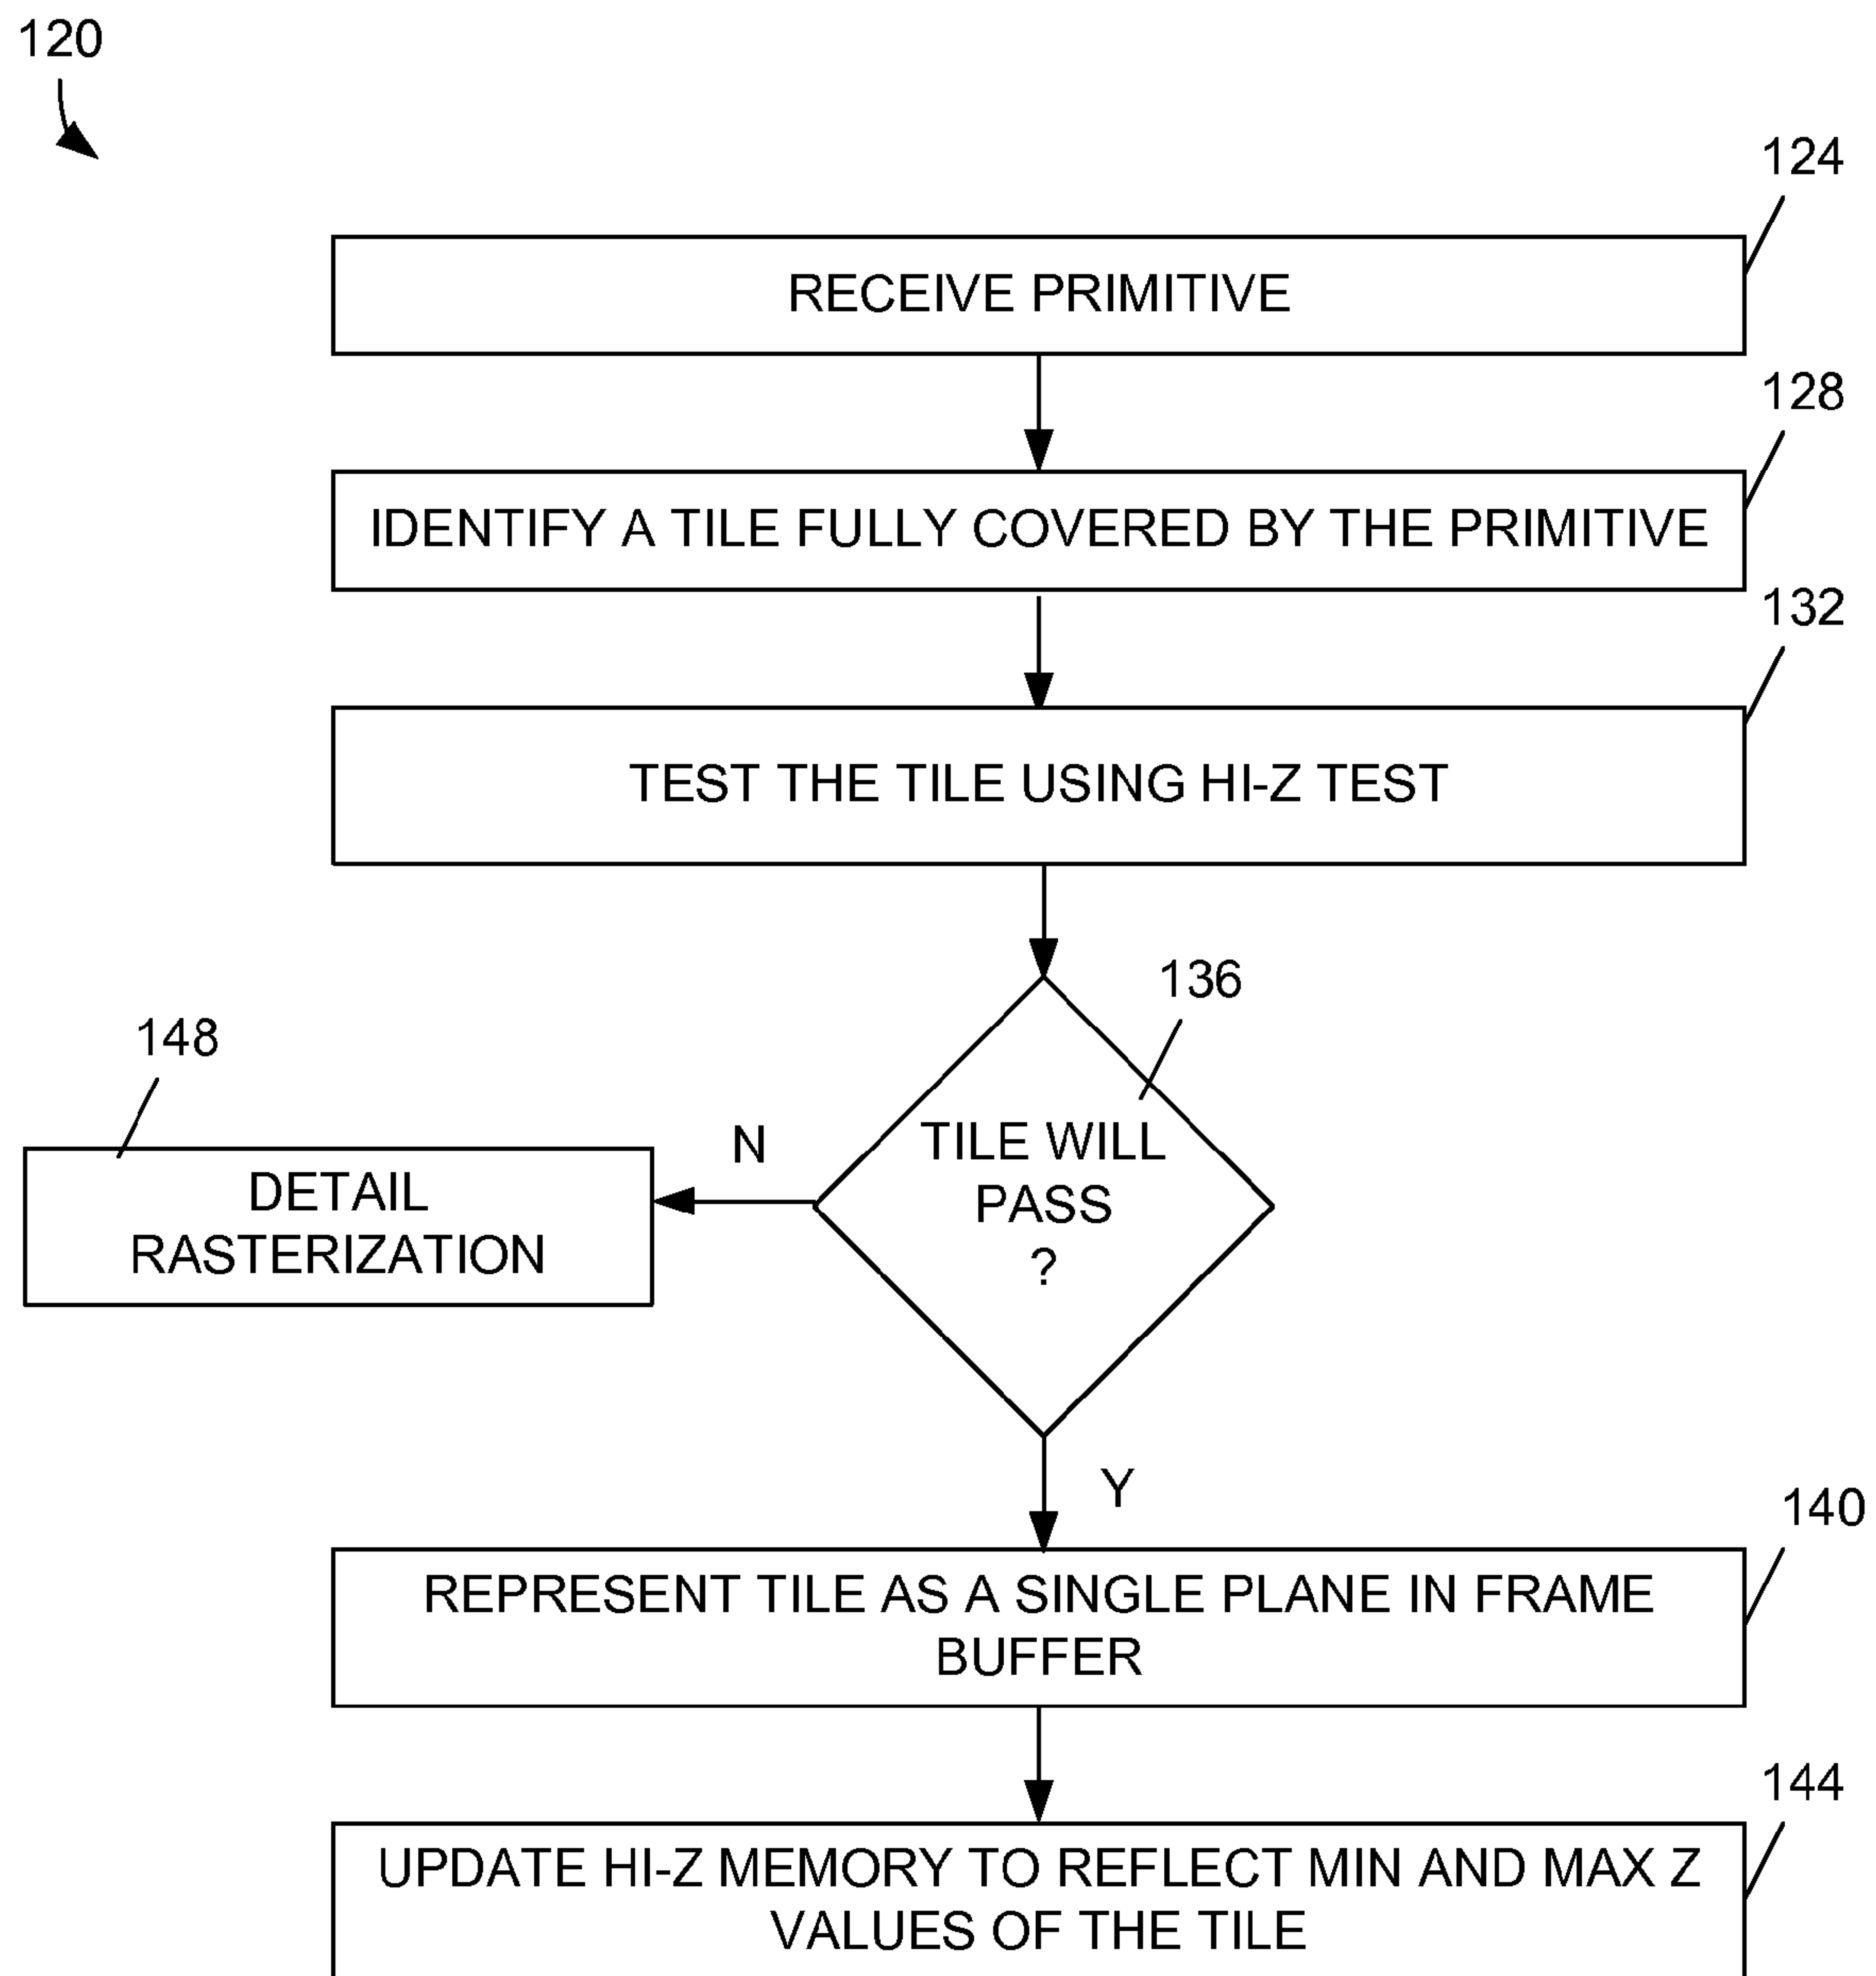 120
124
RECEIVE PRIMITIVE
128
IDENTIFY A TILE FULLY COVERED BY THE PRIMITIVE
132
TEST THE TILE USING HI-Z TEST
136
TILE WILL
PASS
?
N
148
DETAIL
RASTERIZATION
Y
140
REPRESENT TILE AS A SINGLE PLANE IN FRAME
BUFFER
144
UPDATE HI-Z MEMORY TO REFLECT MIN AND MAX Z
VALUES OF THE TILE